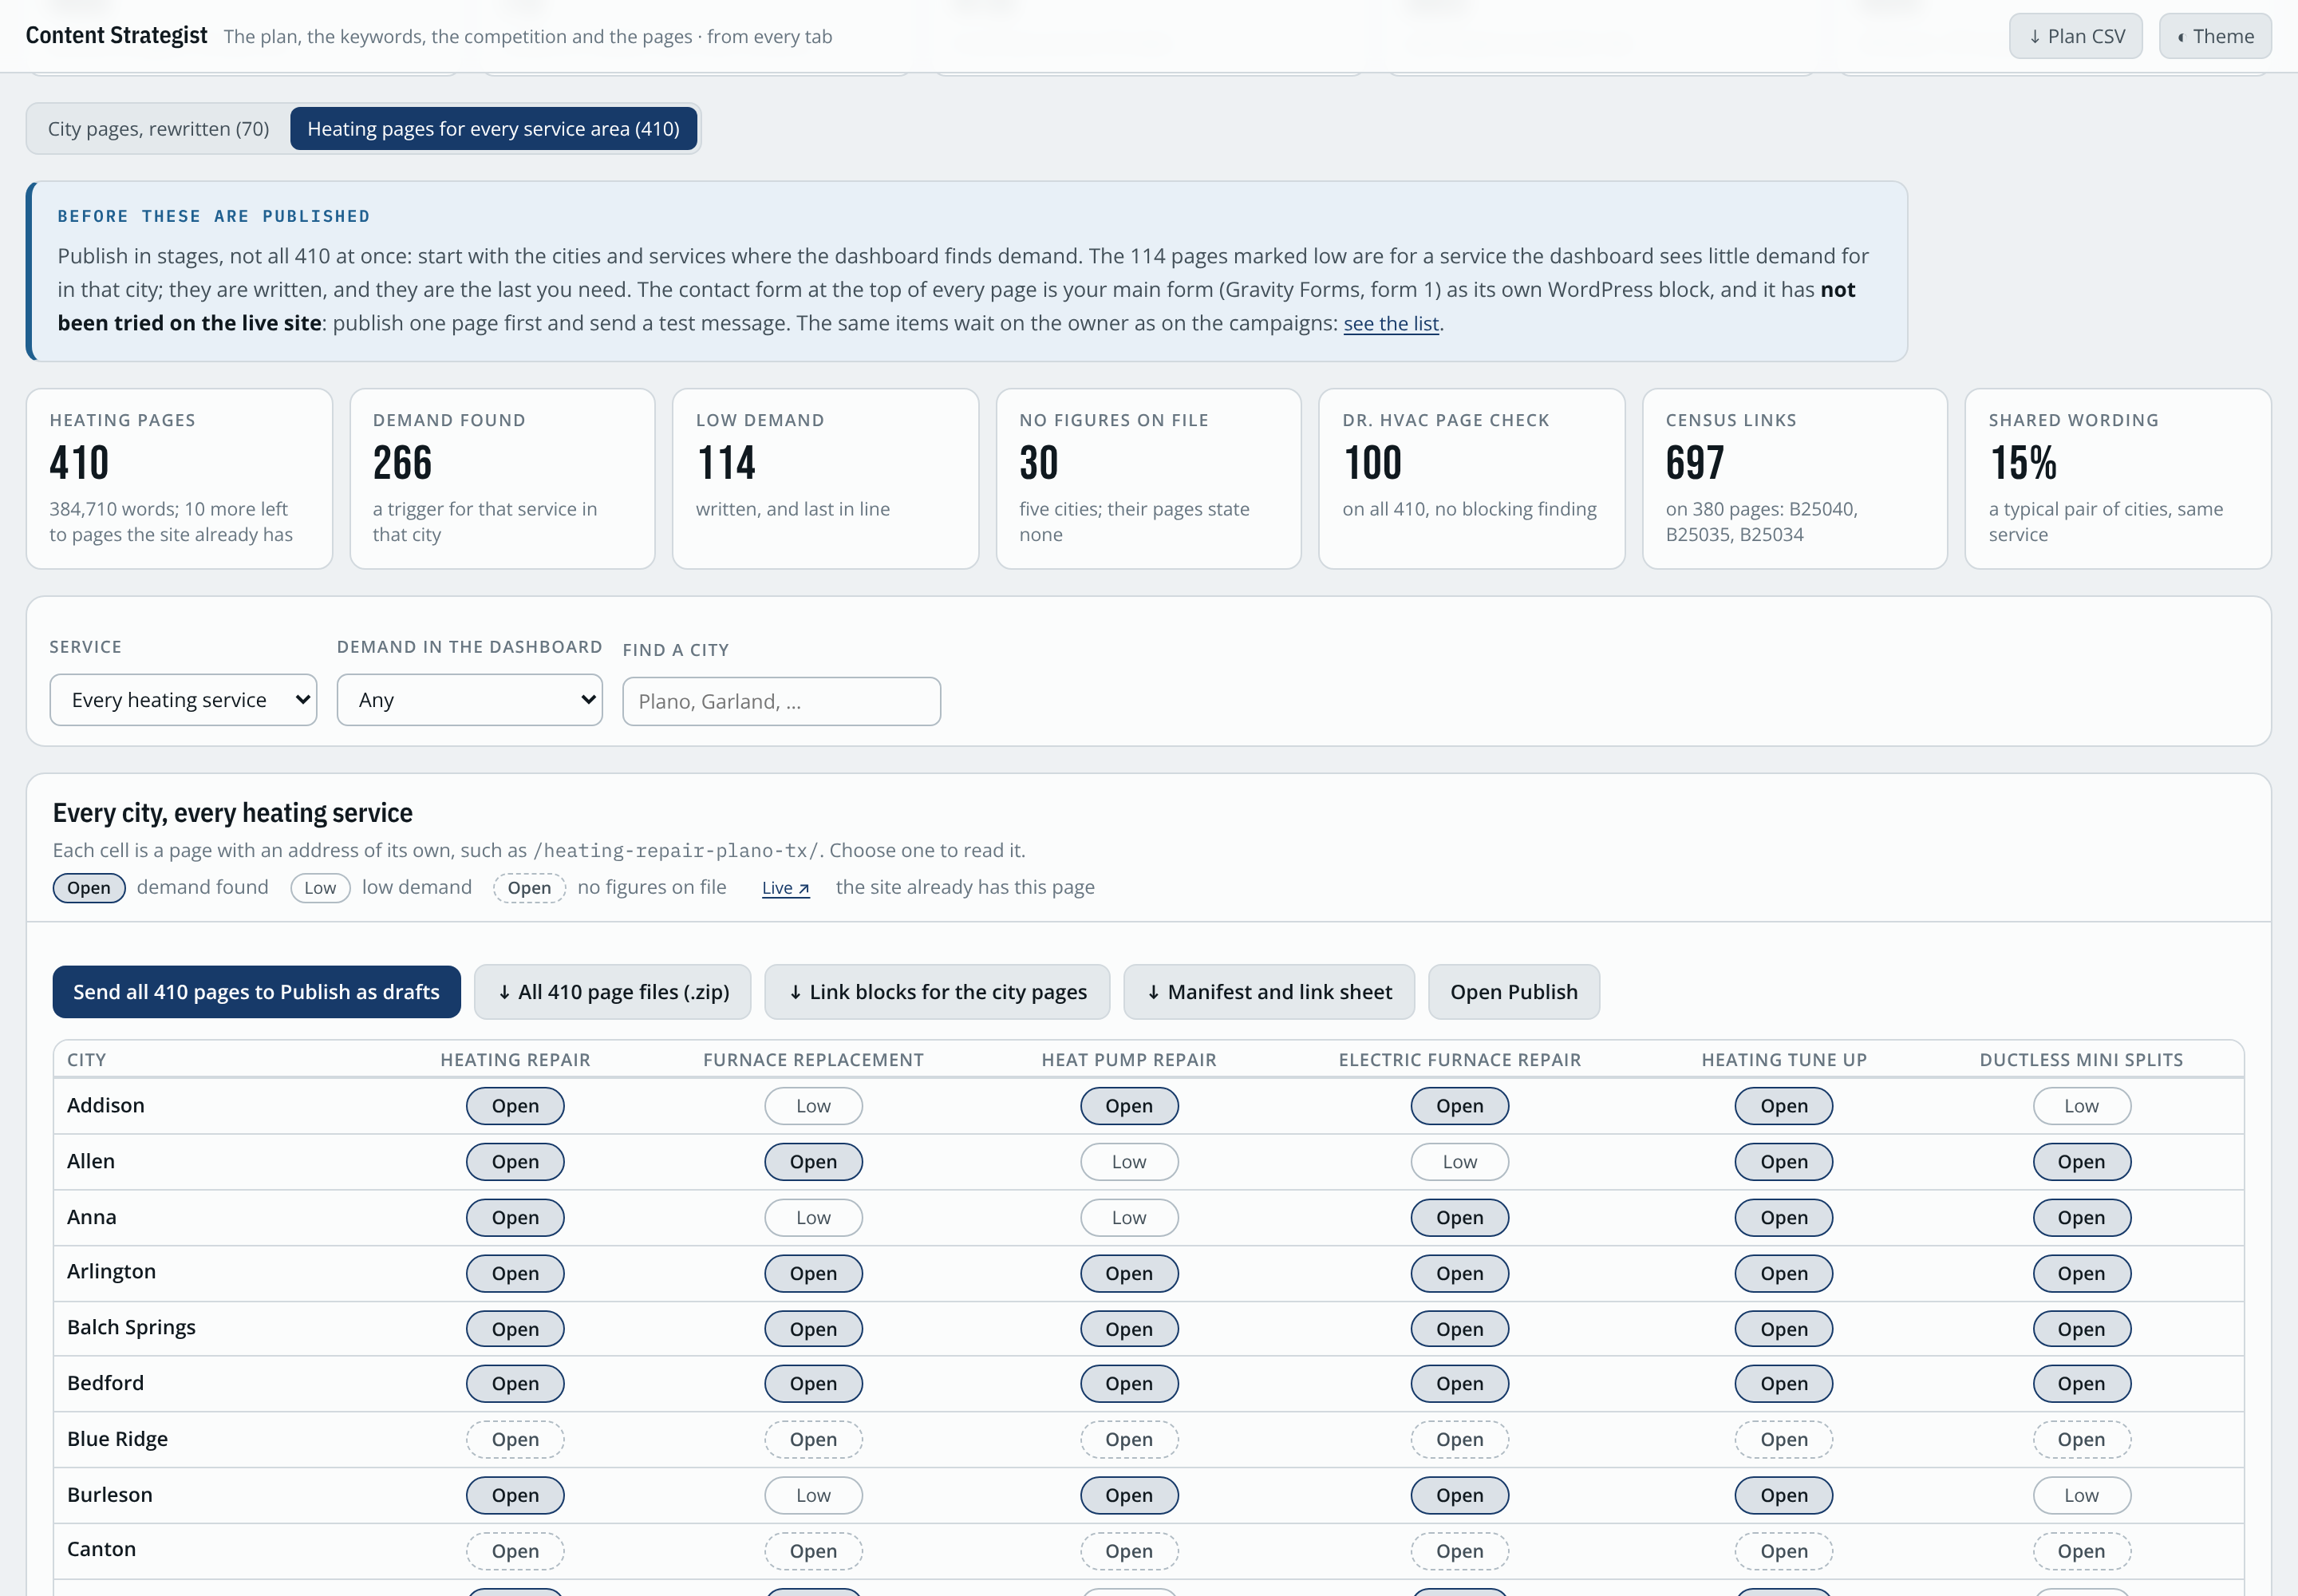 Content Strategist The plan, the keywords, the competition and the pages · from every tab ↓ Plan CSV Theme
City pages, rewritten (70) Heating pages for every service area (410)
BEFORE THESE ARE PUBLISHED
Publish in stages, not all 410 at once: start with the cities and services where the dashboard finds demand. The 114 pages marked low are for a service the dashboard sees little demand for
in that city; they are written, and they are the last you need. The contact form at the top of every page is your main form (Gravity Forms, form 1) as its own WordPress block, and it has not
been tried on the live site: publish one page first and send a test message. The same items wait on the owner as on the campaigns: see the list.
HEATING PAGES DEMAND FOUND LOW DEMAND NO FIGURES ON FILE DR. HVAC PAGE CHECK CENSUS LINKS SHARED WORDING
410 266 114 30 100 697 15%
384,710 words; 10 more left a trigger for that service in written, and last in line five cities; their pages state on all 410, no blocking finding on 380 pages: B25040, a typical pair of cities, same
to pages the site already has that city none B25035, B25034 service
SERVICE DEMAND IN THE DASHBOARD FIND A CITY
Every heating service Any Plano, Garland, ...
Every city, every heating service
Each cell is a page with an address of its own, such as /heating-repair-plano-tx/. Choose one to read it.
Open demand found Low low demand Open no figures on file Live ↗ the site already has this page
Send all 410 pages to Publish as drafts ↓ All 410 page files (.zip) ↓ Link blocks for the city pages ↓ Manifest and link sheet Open Publish
CITY HEATING REPAIR FURNACE REPLACEMENT HEAT PUMP REPAIR ELECTRIC FURNACE REPAIR HEATING TUNE UP DUCTLESS MINI SPLITS
Addison Open Low Open Open Open Low
Allen Open Open Low Low Open Open
Anna Open Low Low Open Open Open
Arlington Open Open Open Open Open Open
Balch Springs Open Open Open Open Open Open
Bedford Open Open Open Open Open Open
Blue Ridge Open Open Open Open Open Open
Burleson Open Low Open Open Open Low
Canton Open Open Open Open Open Open